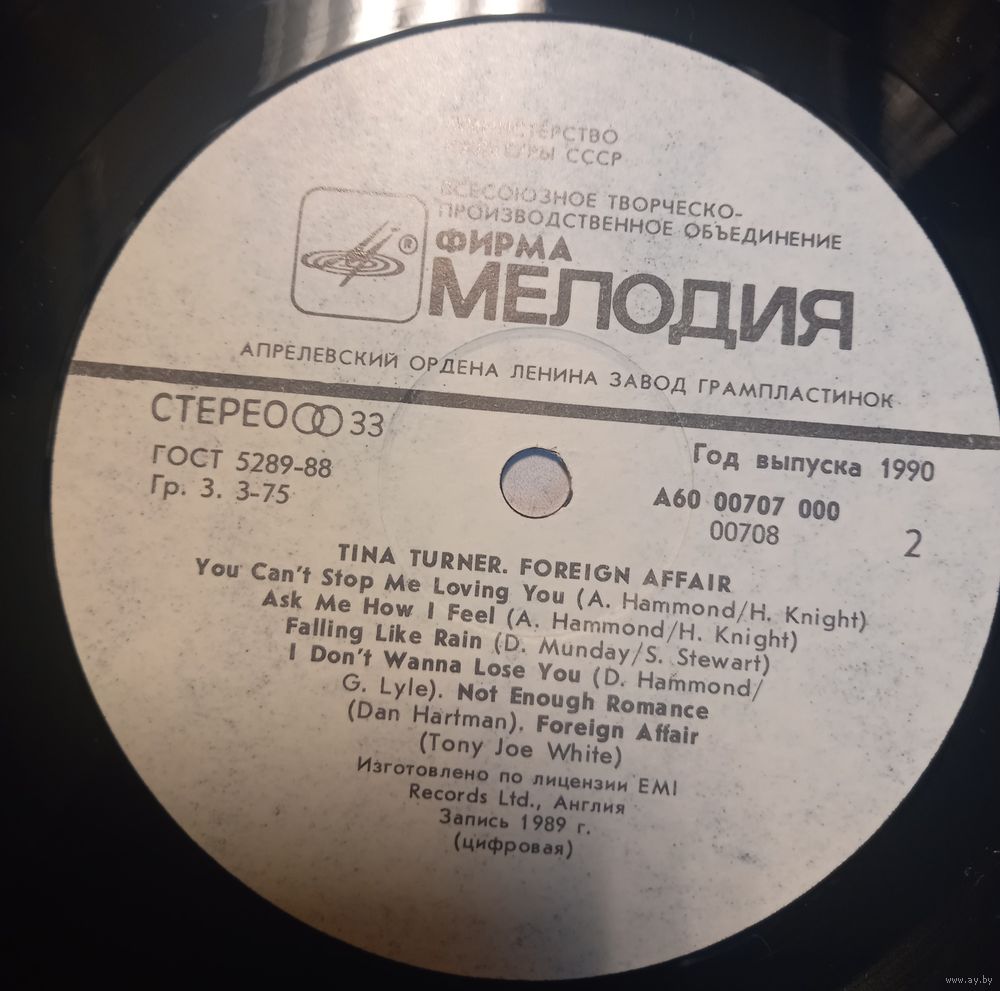 СССР
ВСЕСОЮЗНОЕ ТВОРЧЕСКО-
ПРОИЗВОДСТВЕННОЕ ОБЪЕДИНЕНИЕ
®
ФИРМА
МЕЛОДИЯ
АПРЕЛЕВСКИЙ ОРДЕНА ЛЕНИНА ЗАВОД ГРАМПЛАСТИНОК
СТЕРЕО 33
ГОСТ 5289-88
Гр. 3. 3-75
Год выпуска 1990
А60 00707 000
00708
2
TINA TURNER. FOREIGN AFFAIR
You Can't Stop Me Loving You (A. Hammond/H. Knight)
Ask Me How I Feel (A. Hammond/H. Knight)
Falling Like Rain (D. Munday/S. Stewart)
I Don't Wanna Lose You (D. Hammond/
G. Lyle). Not Enough Romance
(Dan Hartman). Foreign Affair
(Tony Joe White)
Изготовлено по лицензии EMI
Records Ltd., Англия
Запись 1989 г.
(цифровая)
www.ay.by